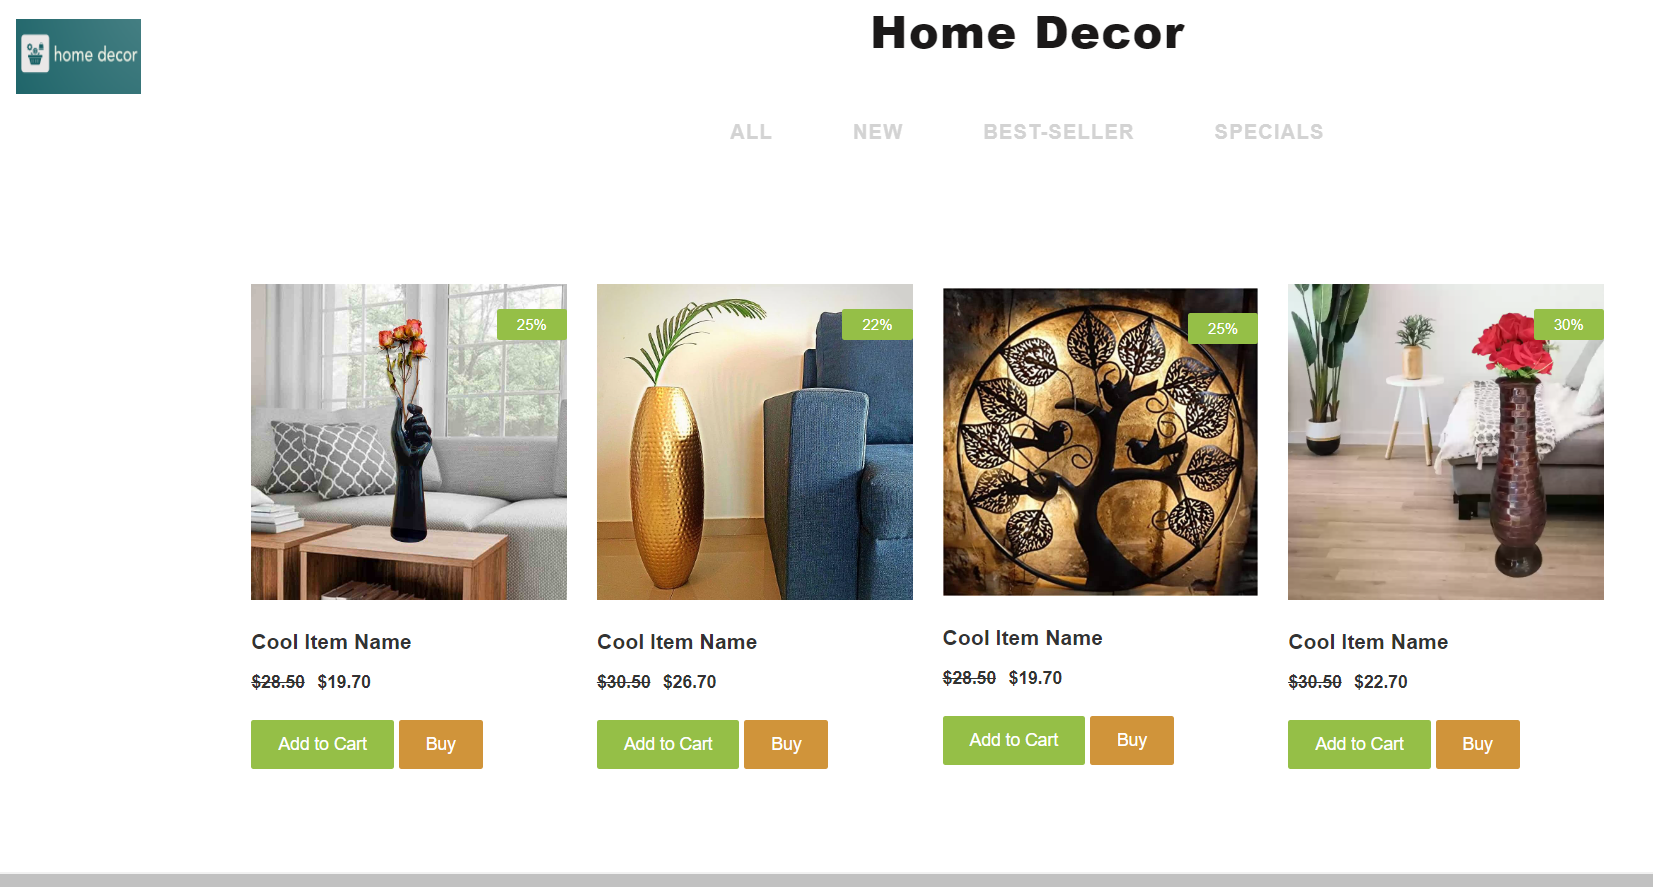 home decor
Home Decor
ALL NEW BEST-SELLER SPECIALS
25% 22% 25% 30%
Cool Item Name Cool Item Name Cool Item Name Cool Item Name
$28.50 $19.70 $30.50 $26.70 $28.50 $19.70 $30.50 $22.70
Add to Cart Buy Add to Cart Buy Add to Cart Buy Add to Cart Buy